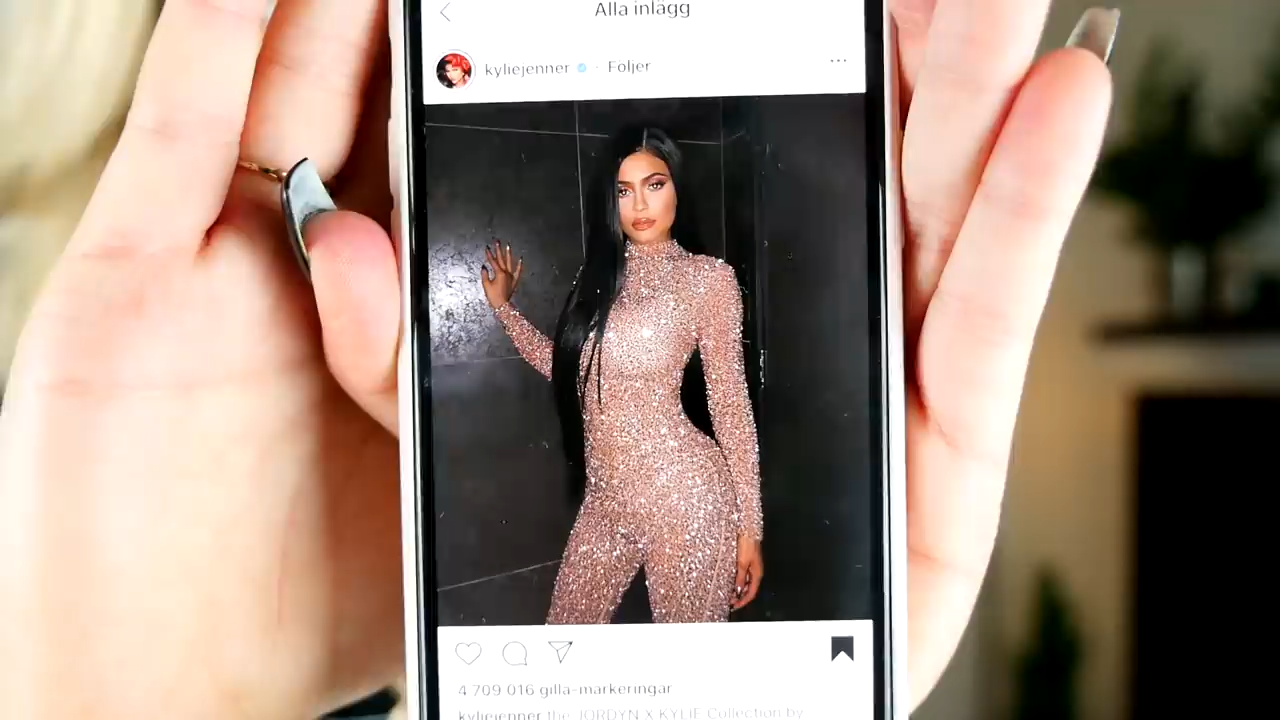 Alla inlägg
kyliejenner · Följer
4 709 016 gilla-markeringar
kyliejenner the JORDYN X KYLIE Collection by